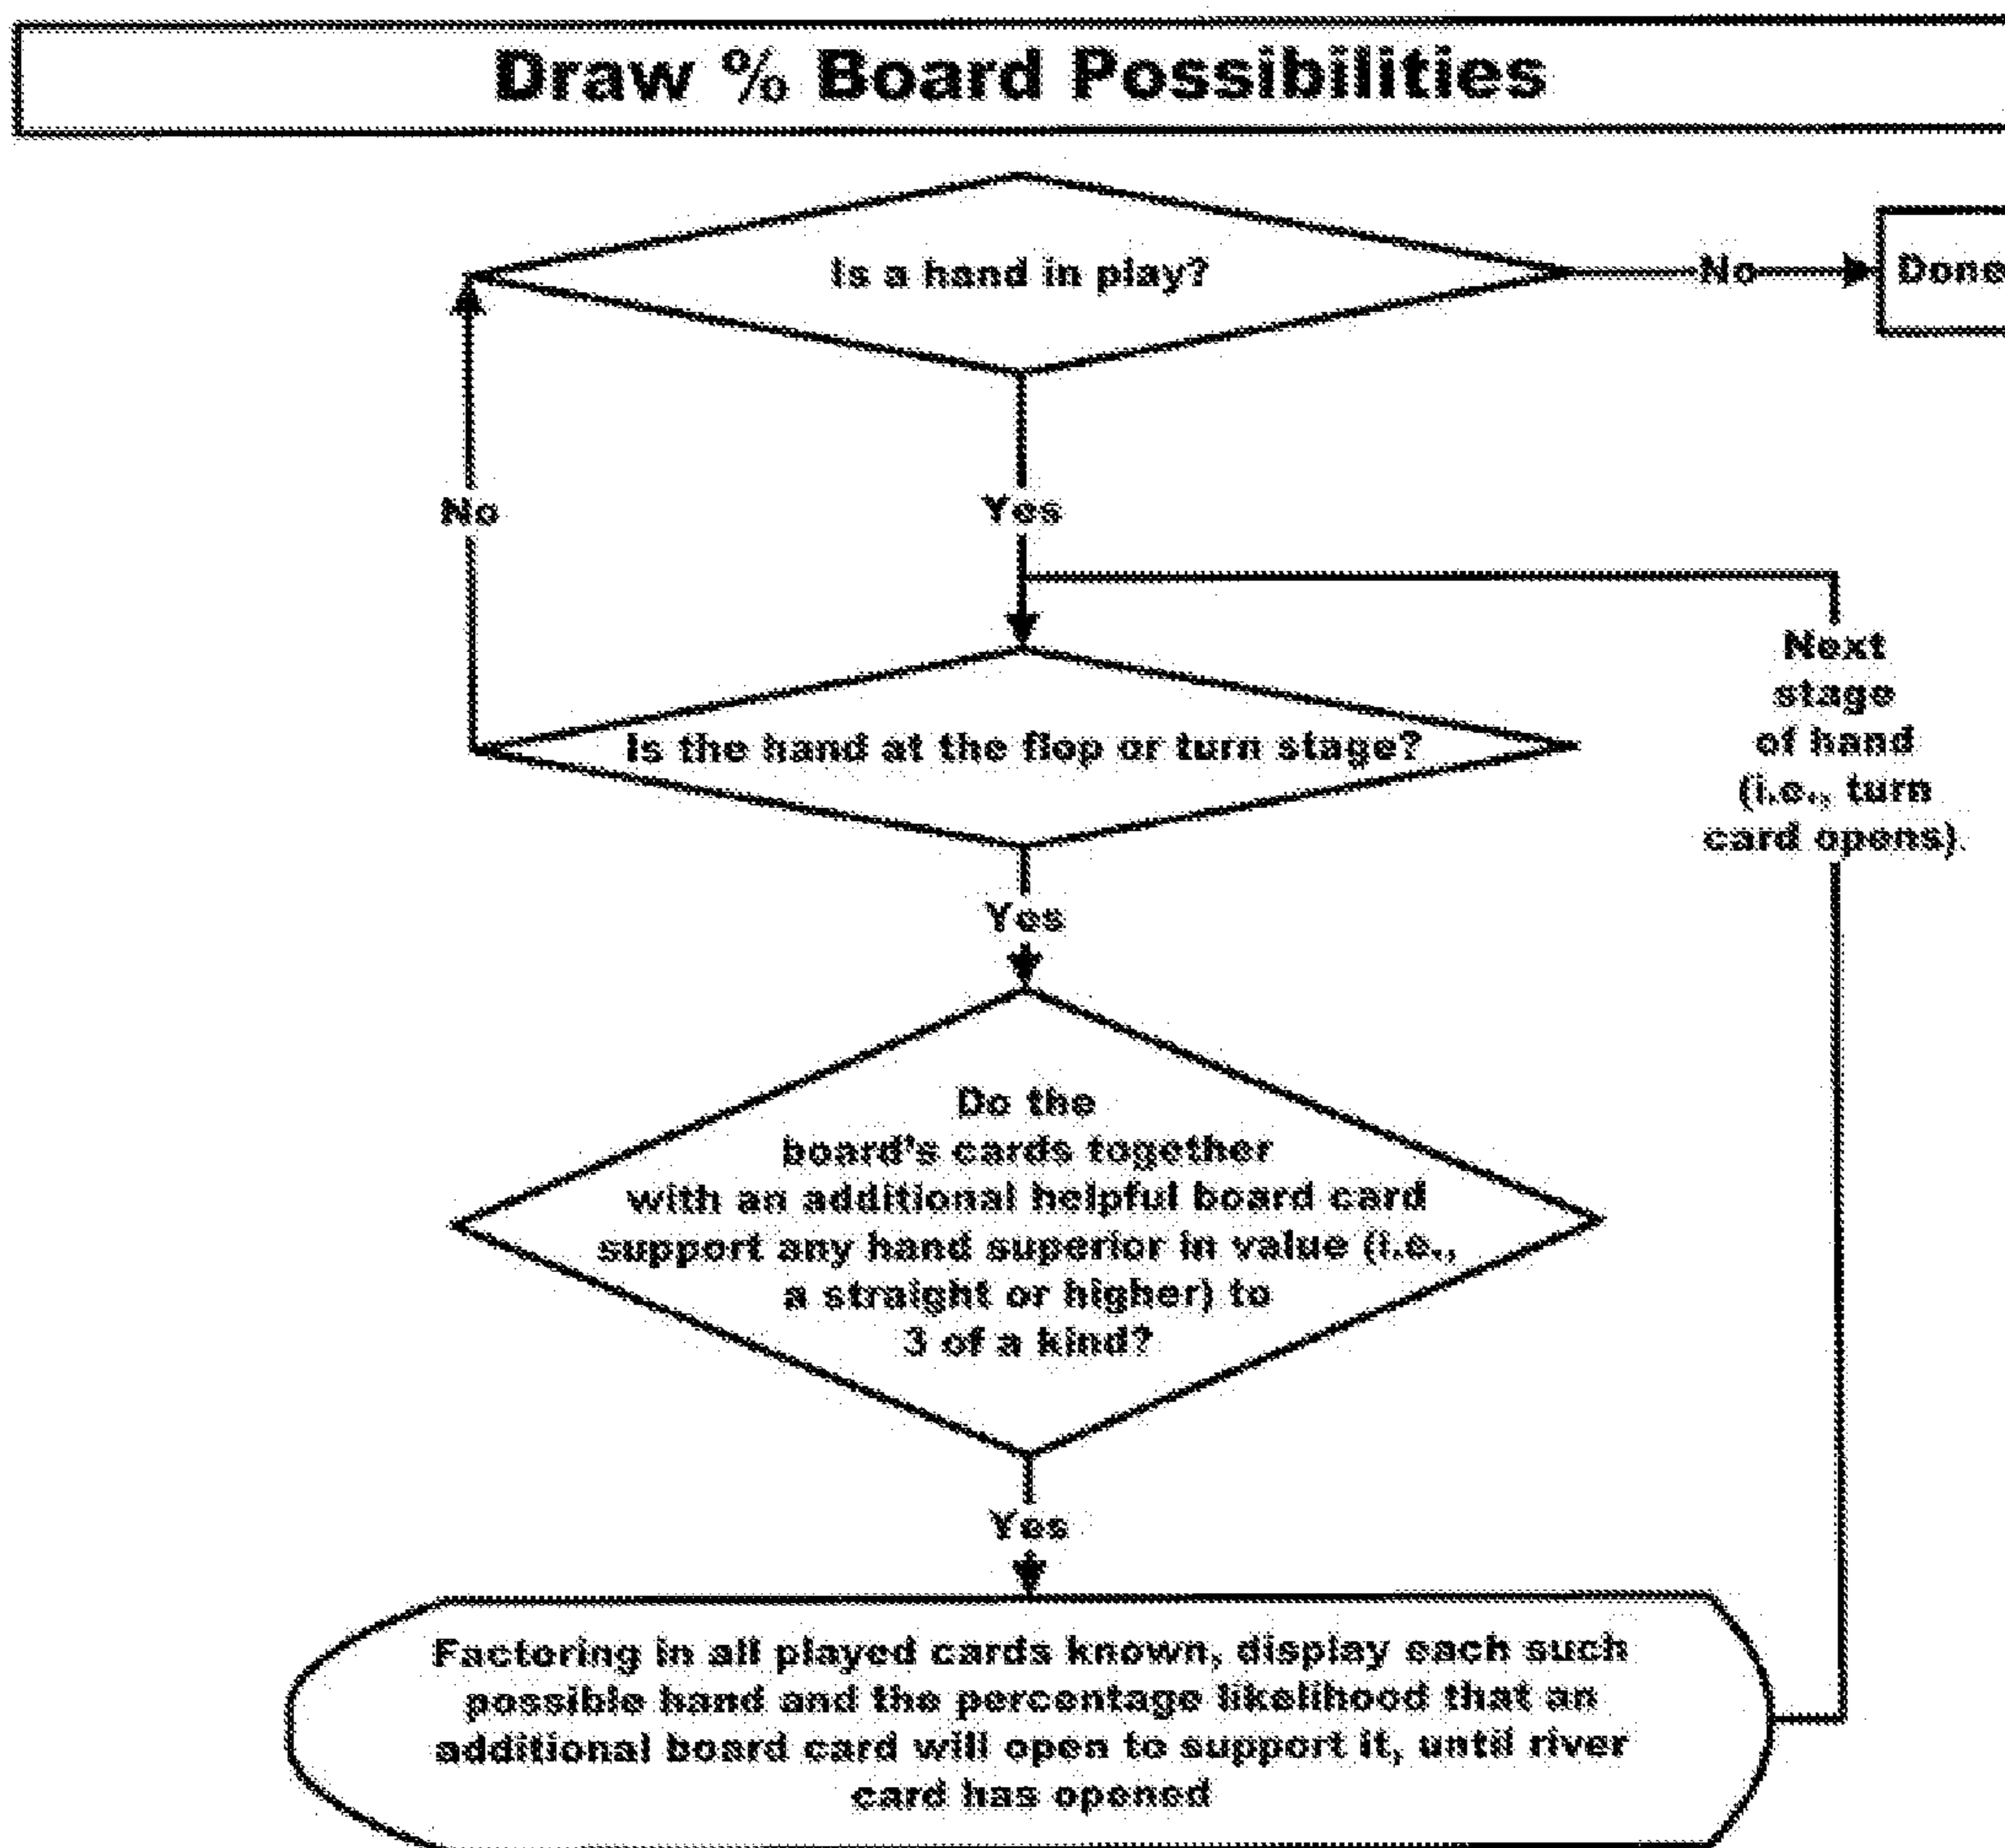 Draw % Board Possibilities
Is a hand in play?
No
Done
No
Yes
Next
stage
of hand
(i.e., turn
card opens)
Is the hand at the flop or turn stage?
Yes
Do the
board's cards together
with an additional helpful board card
support any hand superior in value (i.e.,
a straight or higher) to
3 of a kind?
Yes
Factoring in all played cards known, display each such
possible hand and the percentage likelihood that an
additional board card will open to support it, until river
card has opened